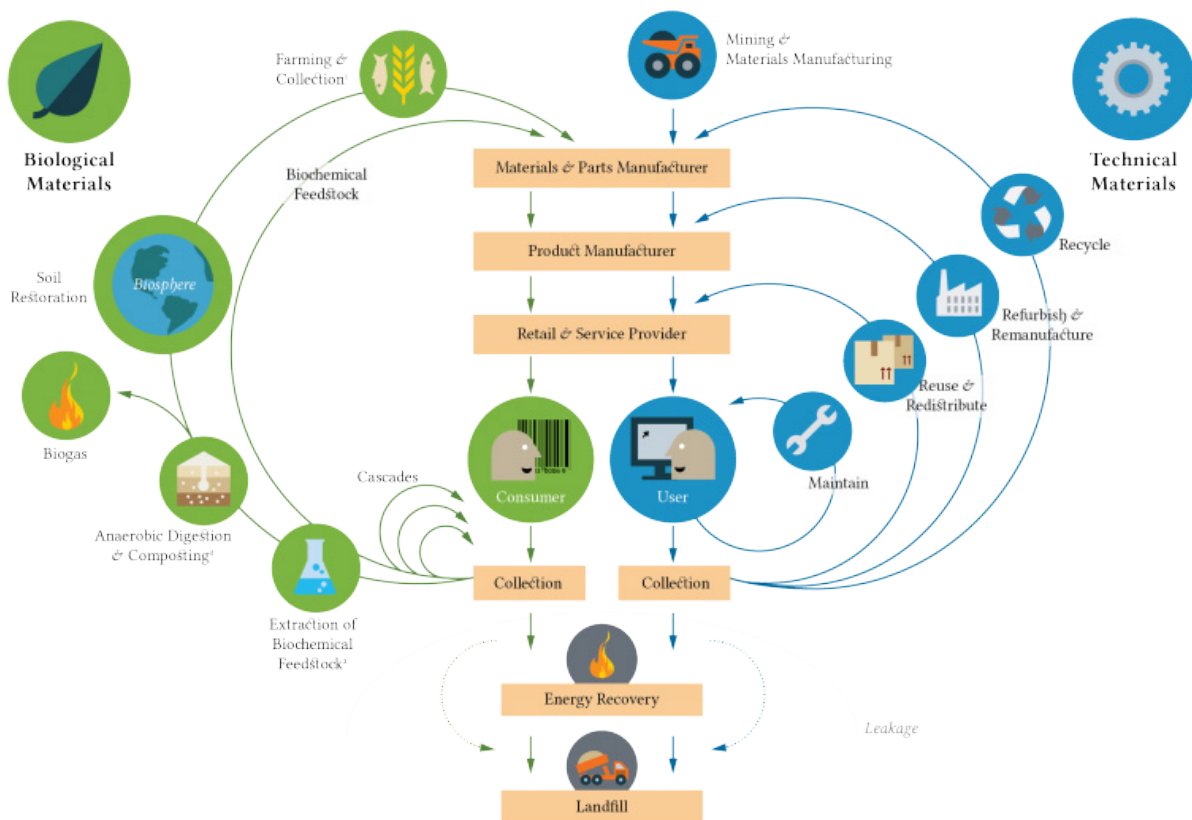 Farming &
Collection¹
Mining &
Materials Manufacturing
Biological
Materials
Technical
Materials
Biochemical
Feedstock
Materials & Parts Manufacturer
Recycle
Product Manufacturer
Soil
Restoration
Biosphere
Refurbish &
Remanufacture
Retail & Service Provider
Reuse &
Redistribute
Biogas
Consumer
User
Maintain
Cascades
Anaerobic Digestion
& Composting²
Collection
Collection
Extraction of
Biochemical
Feedstock²
Energy Recovery
Leakage
Landfill